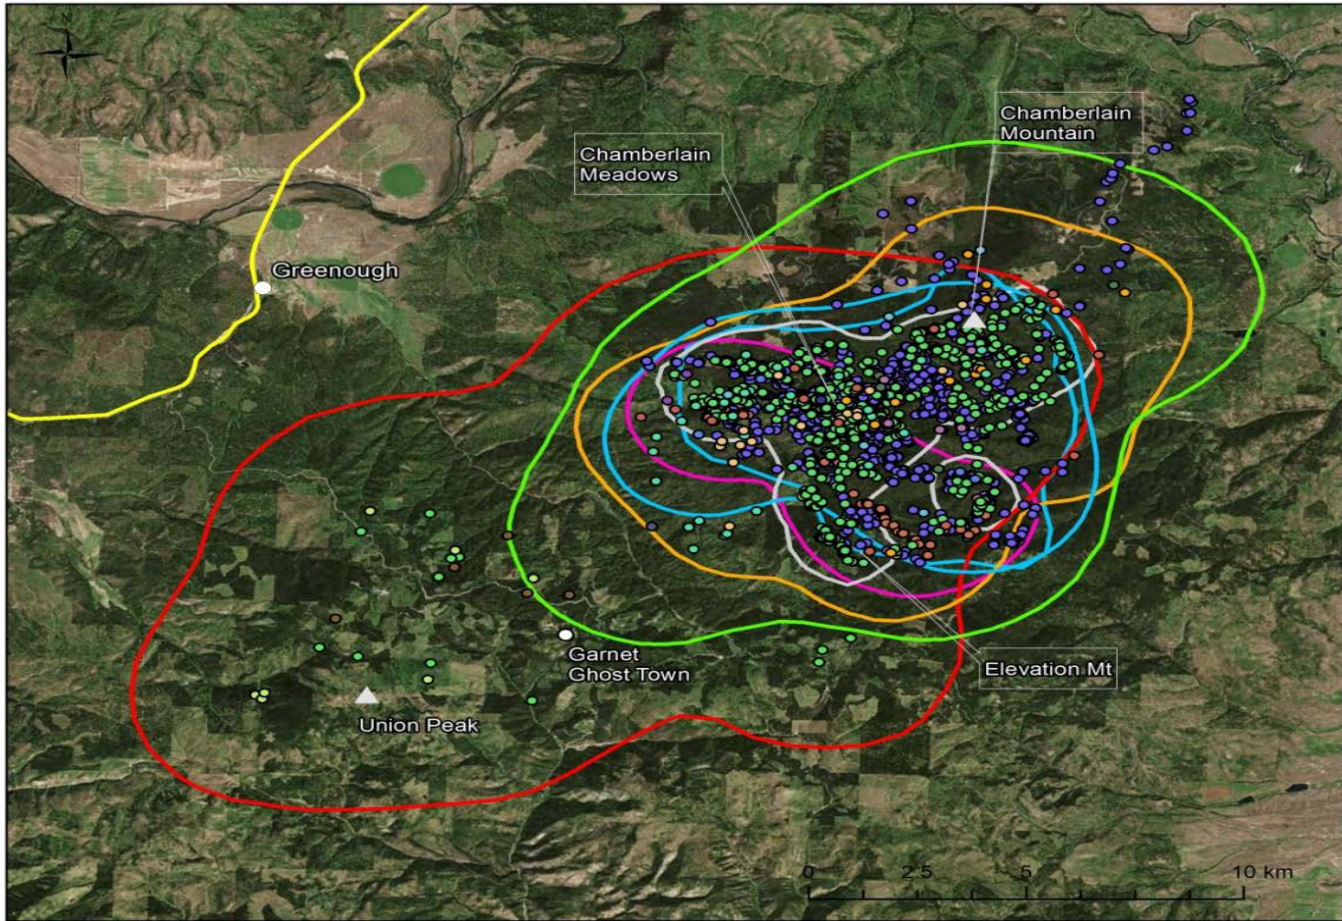 N
Chamberlain
Mountain
Chamberlain
Meadows
Greenough
Garnet
Ghost Town
Elevation Mt
Union Peak
0 2.5 5 10 km